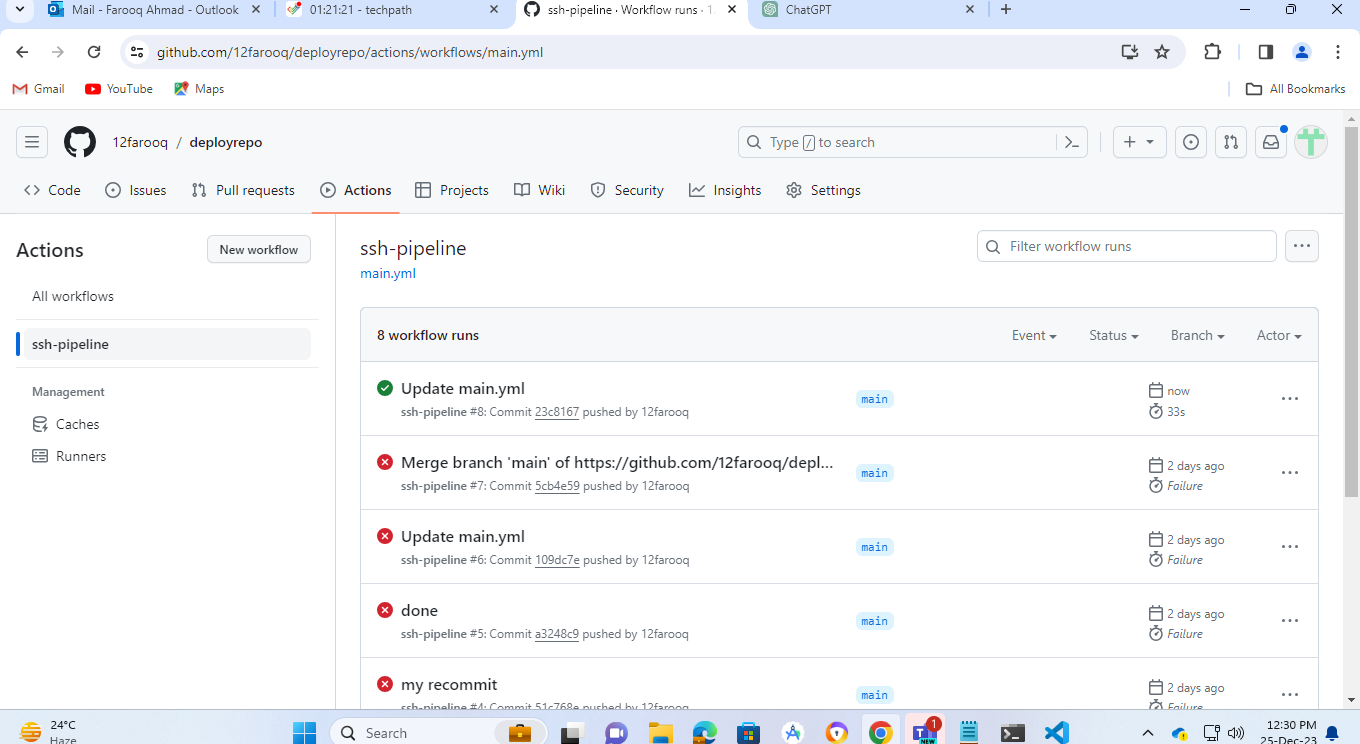 Mail - Farooq Ahmad - Outlook
01:21:21 - techpath
ssh-pipeline · Workflow runs · 1
ChatGPT
github.com/12farooq/deployrepo/actions/workflows/main.yml
Gmail
YouTube
Maps
All Bookmarks
12farooq / deployrepo
Type / to search
Code
Issues
Pull requests
Actions
Projects
Wiki
Security
Insights
Settings
Actions
New workflow
All workflows
ssh-pipeline
Management
Caches
Runners
ssh-pipeline
main.yml
Filter workflow runs
8 workflow runs
Event
Status
Branch
Actor
Update main.yml
ssh-pipeline #8: Commit 23c8167 pushed by 12farooq
main
now
33s
Merge branch 'main' of https://github.com/12farooq/depl...
ssh-pipeline #7: Commit 5cb4e59 pushed by 12farooq
main
2 days ago
Failure
Update main.yml
ssh-pipeline #6: Commit 109dc7e pushed by 12farooq
main
2 days ago
Failure
done
ssh-pipeline #5: Commit a3248c9 pushed by 12farooq
main
2 days ago
Failure
my recommit
ssh-pipeline #4: Commit 51c768e pushed by 12farooq
main
2 days ago
Failure
24°C
Haze
Search
1
NEW
12:30 PM
25-Dec-23